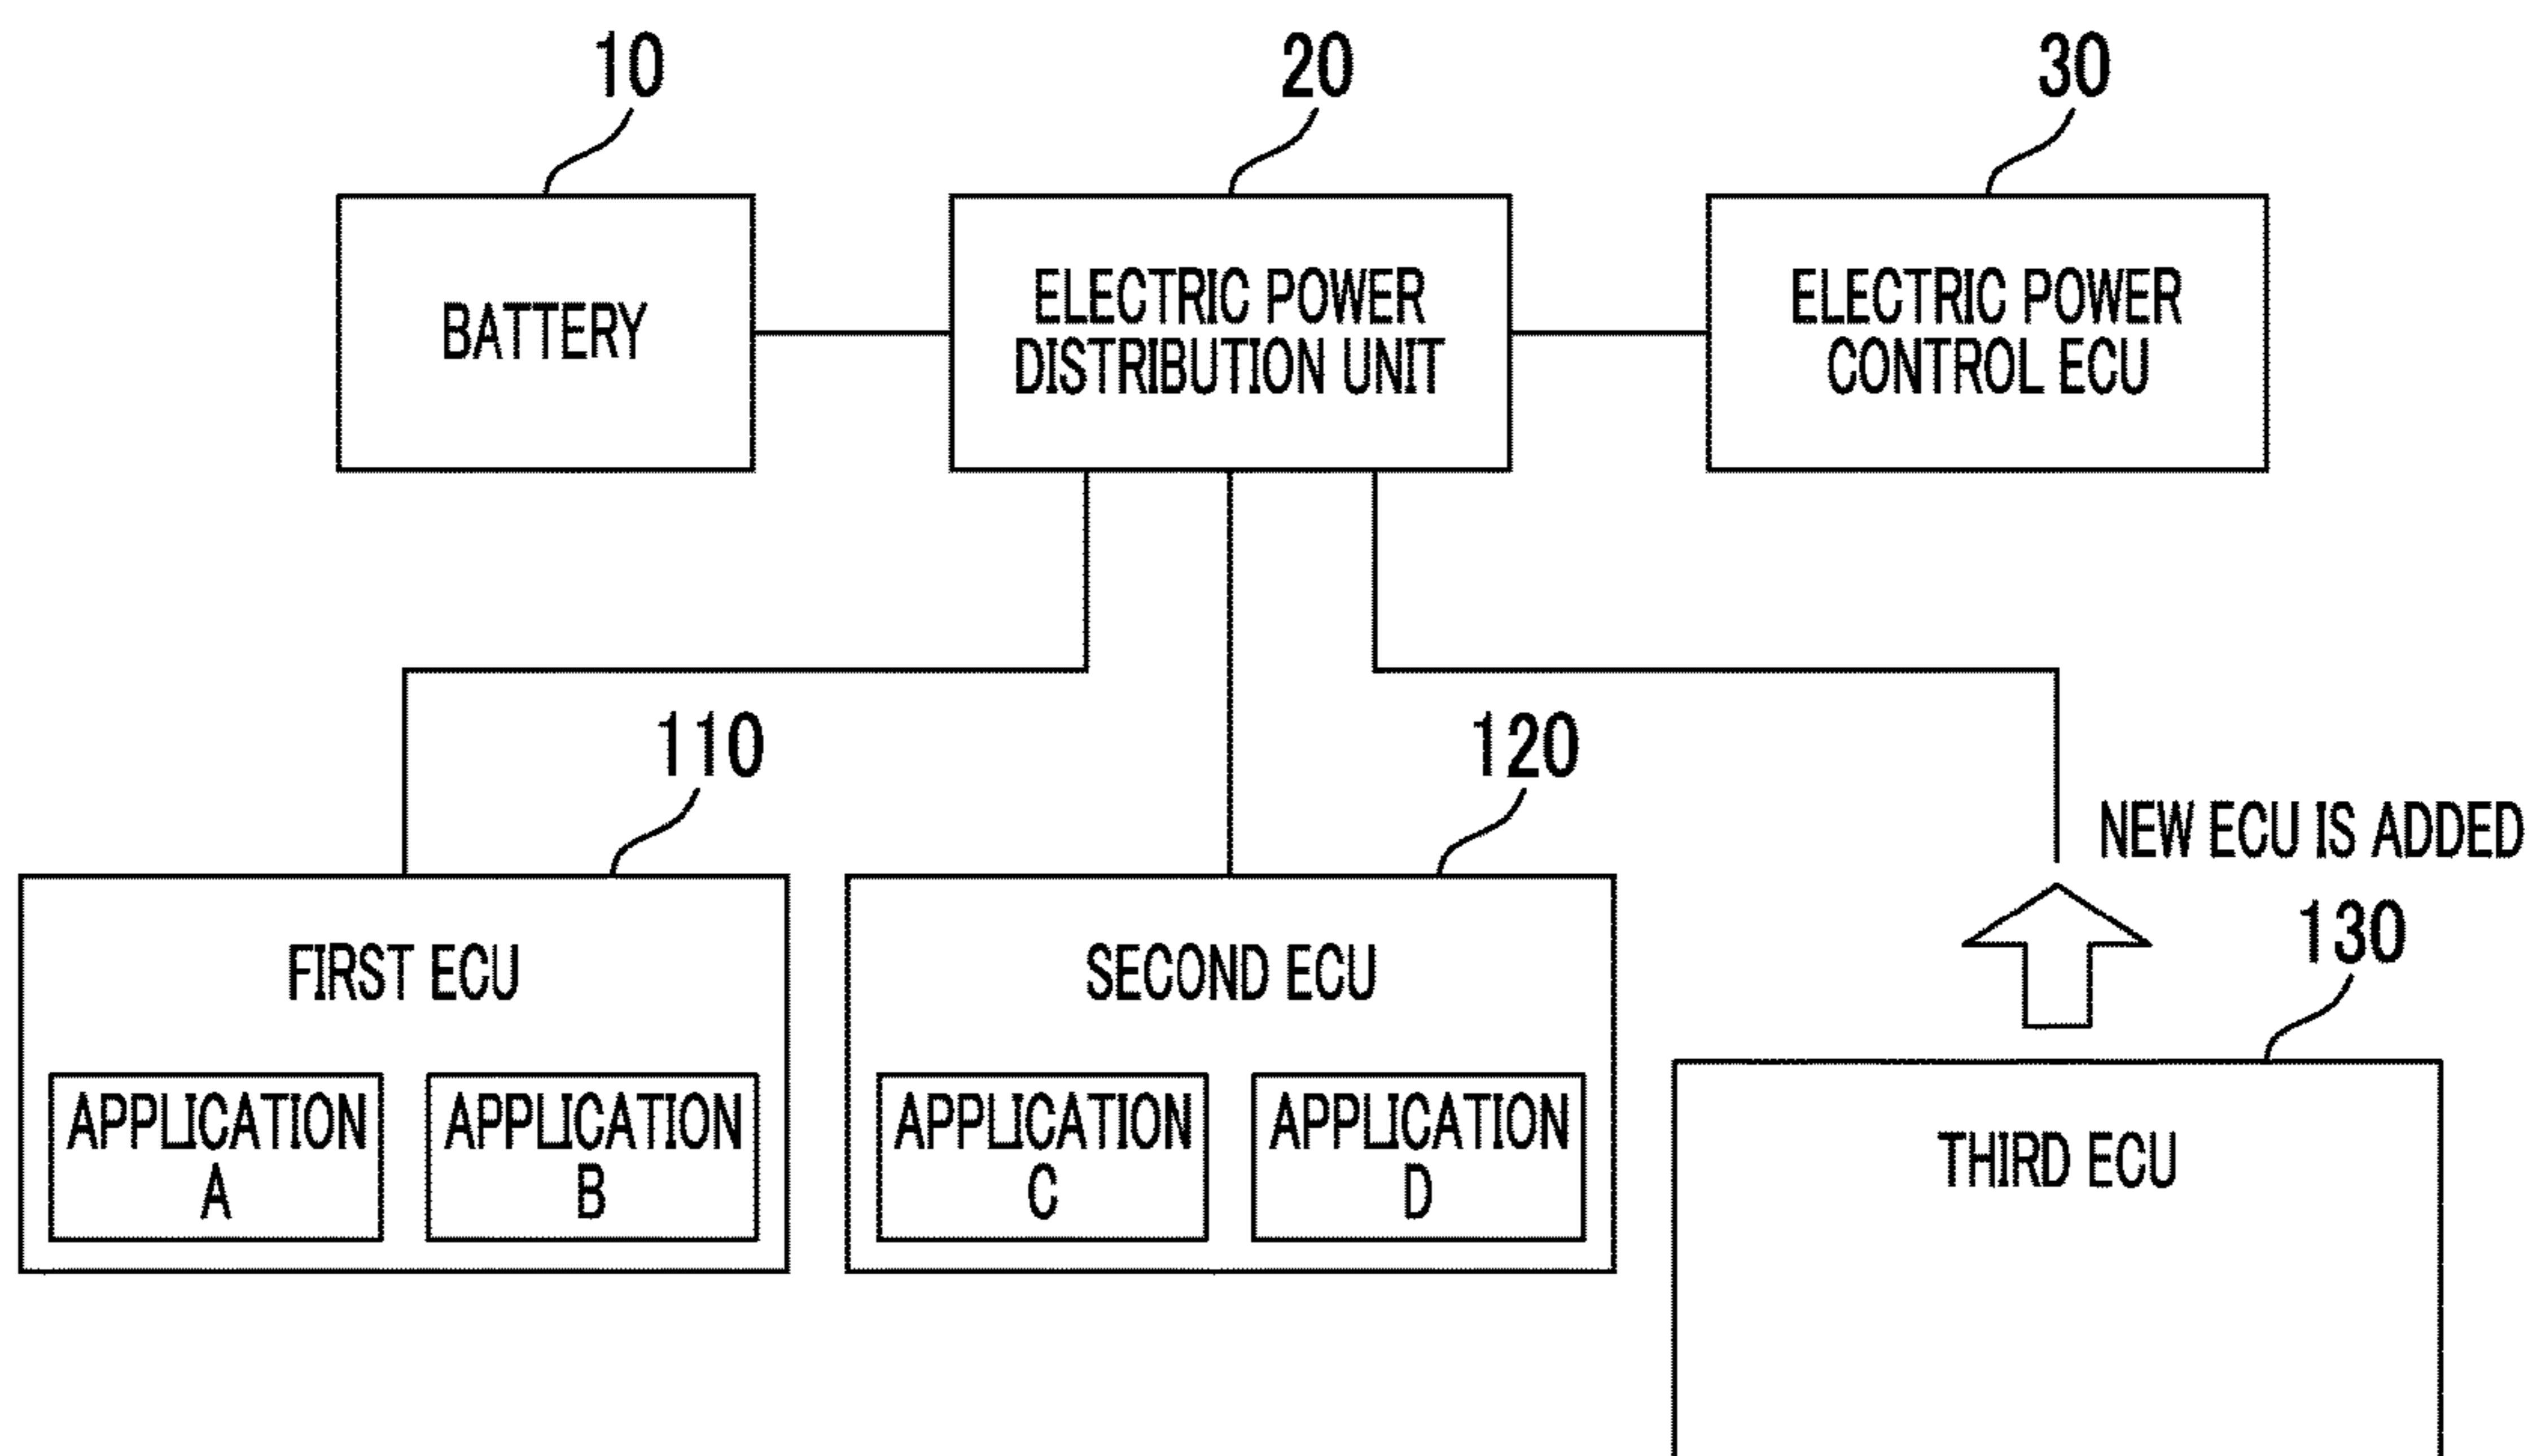 10
20
30
BATTERY
ELECTRIC POWER
DISTRIBUTION UNIT
ELECTRIC POWER
CONTROL ECU
110
120
NEW ECU IS ADDED
130
FIRST ECU
APPLICATION
A
APPLICATION
B
SECOND ECU
APPLICATION
C
APPLICATION
D
THIRD ECU